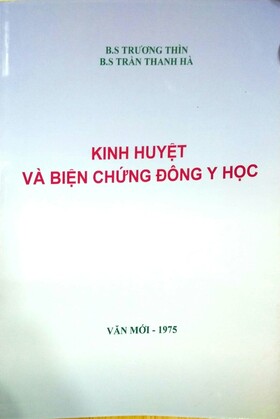 B.S TRƯƠNG THÌN
B.S TRẦN THANH HÀ
KINH HUYỆT
VÀ BIỆN CHỨNG ĐÔNG Y HỌC
VĂN MỚI - 1975